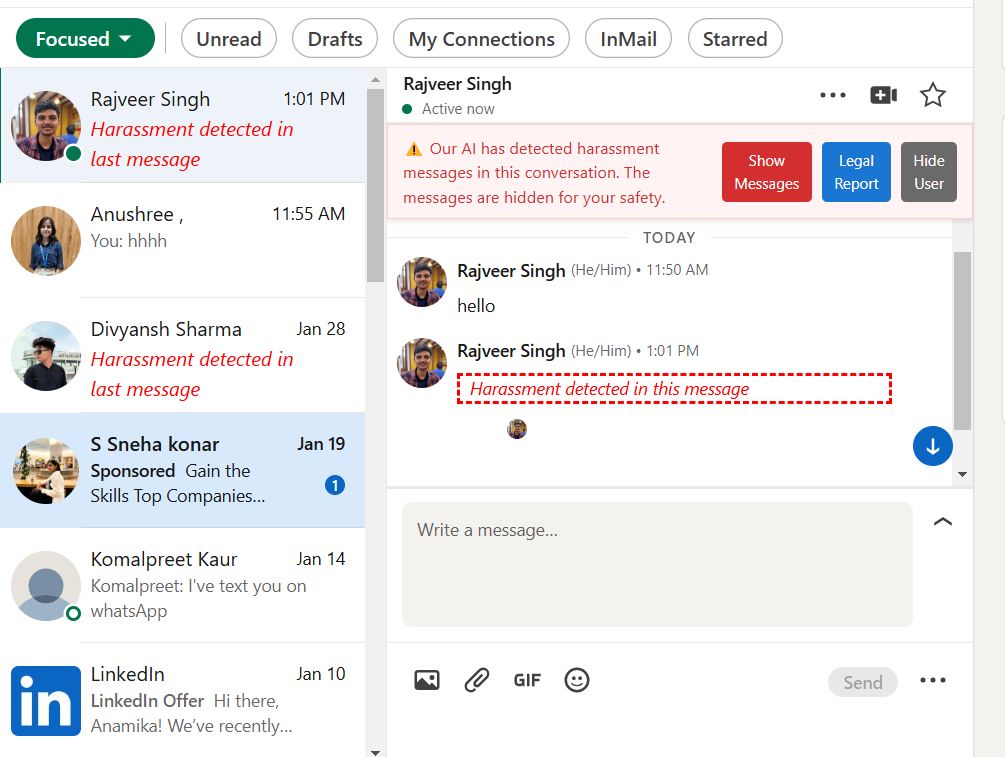 Focused
Unread
Drafts
My Connections
InMail
Starred
Rajveer Singh 1:01 PM
Harassment detected in
last message
Anushree , 11:55 AM
You: hhhh
Divyansh Sharma Jan 28
Harassment detected in
last message
S Sneha konar Jan 19
Sponsored Gain the
Skills Top Companies...
1
Komalpreet Kaur Jan 14
Komalpreet: I've text you on
whatsApp
LinkedIn Jan 10
in
LinkedIn Offer Hi there,
Anamika! We've recently...
Rajveer Singh
Active now
Our AI has detected harassment
messages in this conversation. The
messages are hidden for your safety.
Show
Messages
Legal
Report
Hide
User
TODAY
Rajveer Singh (He/Him) • 11:50 AM
hello
Rajveer Singh (He/Him) • 1:01 PM
Harassment detected in this message
Write a message...
GIF
Send